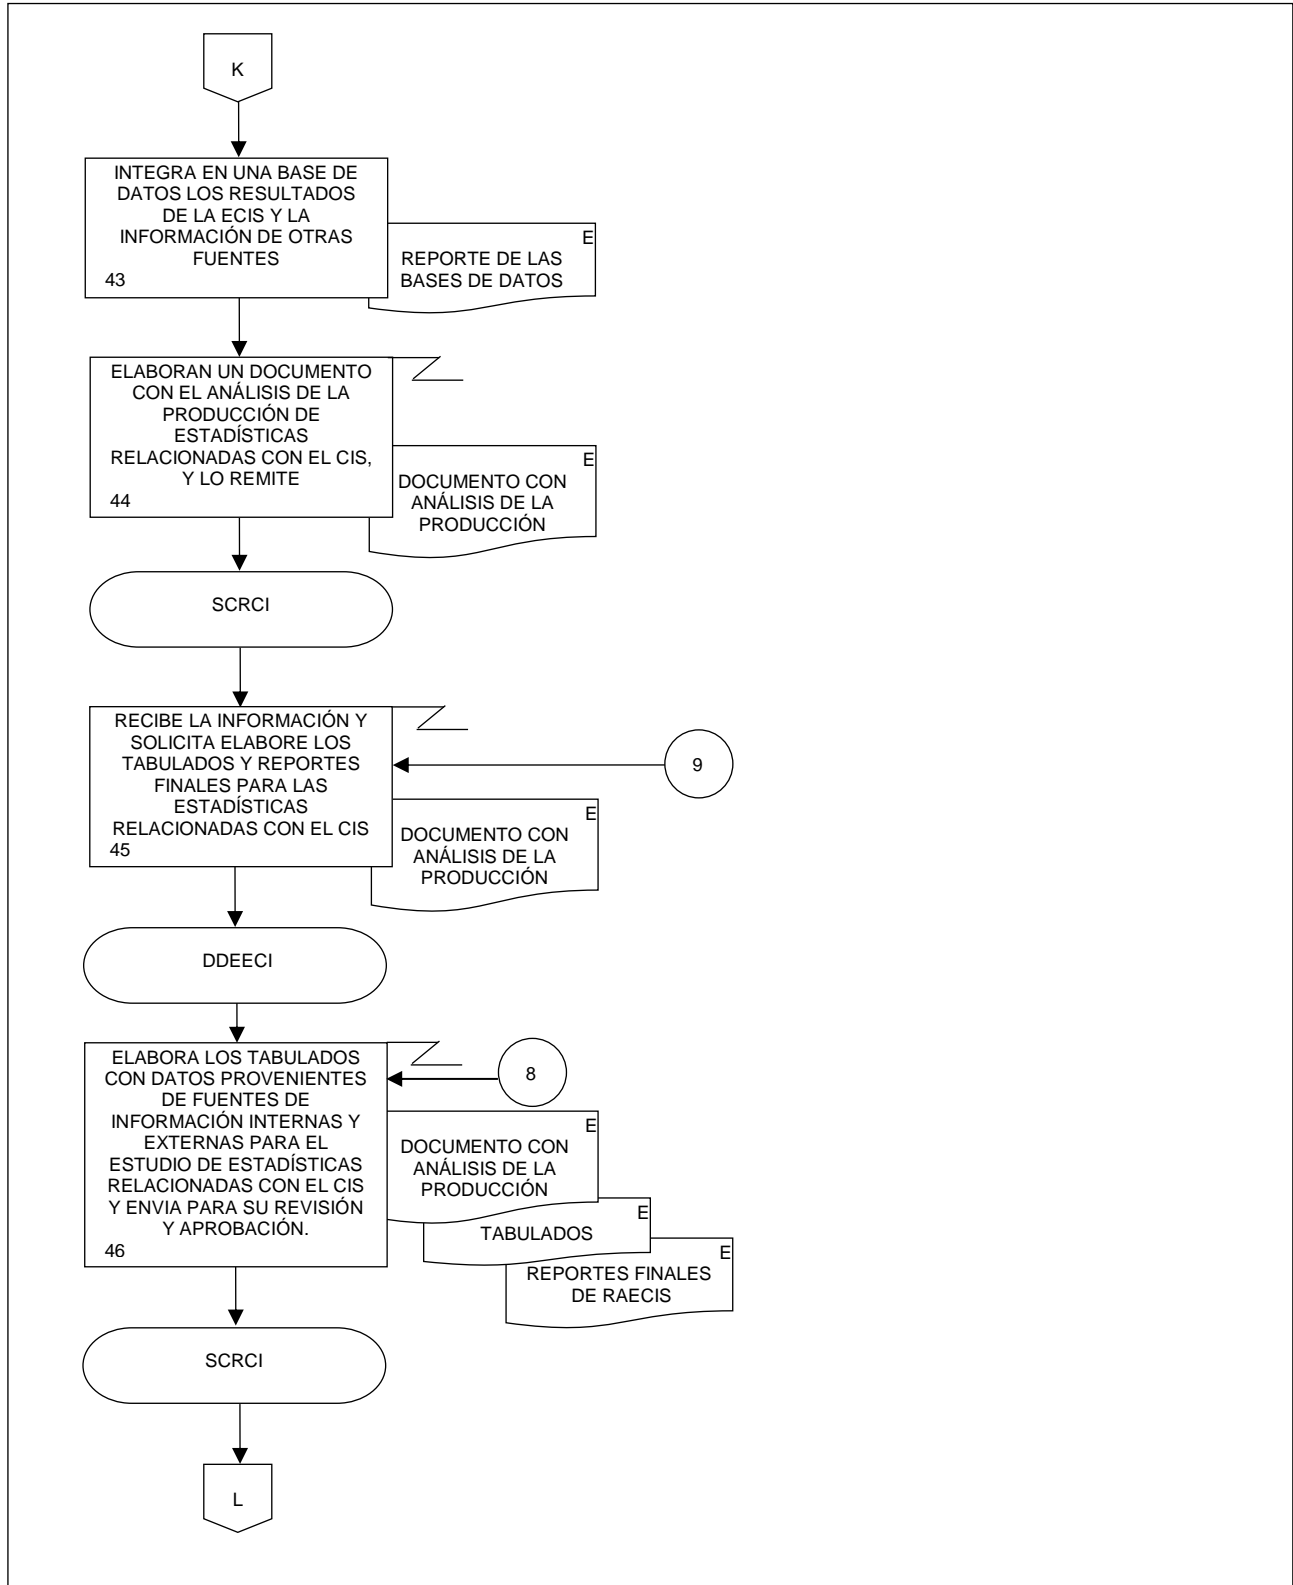 K
INTEGRA EN UNA BASE DE
DATOS LOS RESULTADOS
DE LA ECIS Y LA
INFORMACIÓN DE OTRAS
FUENTES
43
E
REPORTE DE LAS
BASES DE DATOS
ELABORAN UN DOCUMENTO
CON EL ANÁLISIS DE LA
PRODUCCIÓN DE
ESTADÍSTICAS
RELACIONADAS CON EL CIS,
Y LO REMITE
44
E
DOCUMENTO CON
ANÁLISIS DE LA
PRODUCCIÓN
SCRCI
RECIBE LA INFORMACIÓN Y
SOLICITA ELABORE LOS
TABULADOS Y REPORTES
FINALES PARA LAS
ESTADÍSTICAS
RELACIONADAS CON EL CIS
45
9
E
DOCUMENTO CON
ANÁLISIS DE LA
PRODUCCIÓN
DDEECI
ELABORA LOS TABULADOS
CON DATOS PROVENIENTES
DE FUENTES DE
INFORMACIÓN INTERNAS Y
EXTERNAS PARA EL
ESTUDIO DE ESTADÍSTICAS
RELACIONADAS CON EL CIS
Y ENVIA PARA SU REVISIÓN
Y APROBACIÓN.
46
8
E
DOCUMENTO CON
ANÁLISIS DE LA
PRODUCCIÓN
E
TABULADOS
E
REPORTES FINALES
DE RAECIS
SCRCI
L